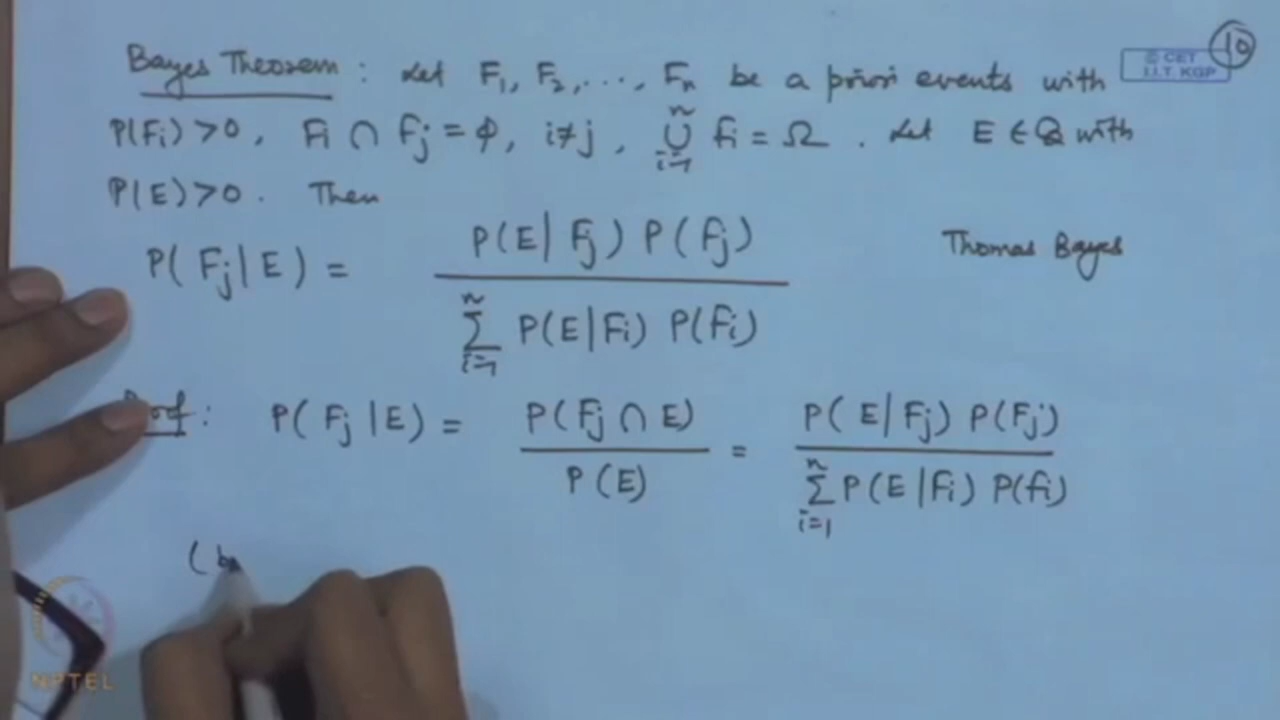 Bayes Theorem : Let F₁, F₂, ..., Fₙ be a priori events with
P(Fi) > 0, Fi ∩ Fj = φ, i ≠ j, ⋃ᵢ₌₁ⁿ Fi = Ω. Let E ∈ B with
P(E) > 0. Then
P(Fj | E) = P(E | Fj) P(Fj) / ∑ᵢ₌₁ⁿ P(E | Fi) P(Fi)
Thomas Bayes
Proof : P(Fj | E) = P(Fj ∩ E) / P(E) = P(E | Fj) P(Fj) / ∑ᵢ₌₁ⁿ P(E | Fi) P(Fi)
(b
10
© CET
I.I.T. KGP
NPTEL